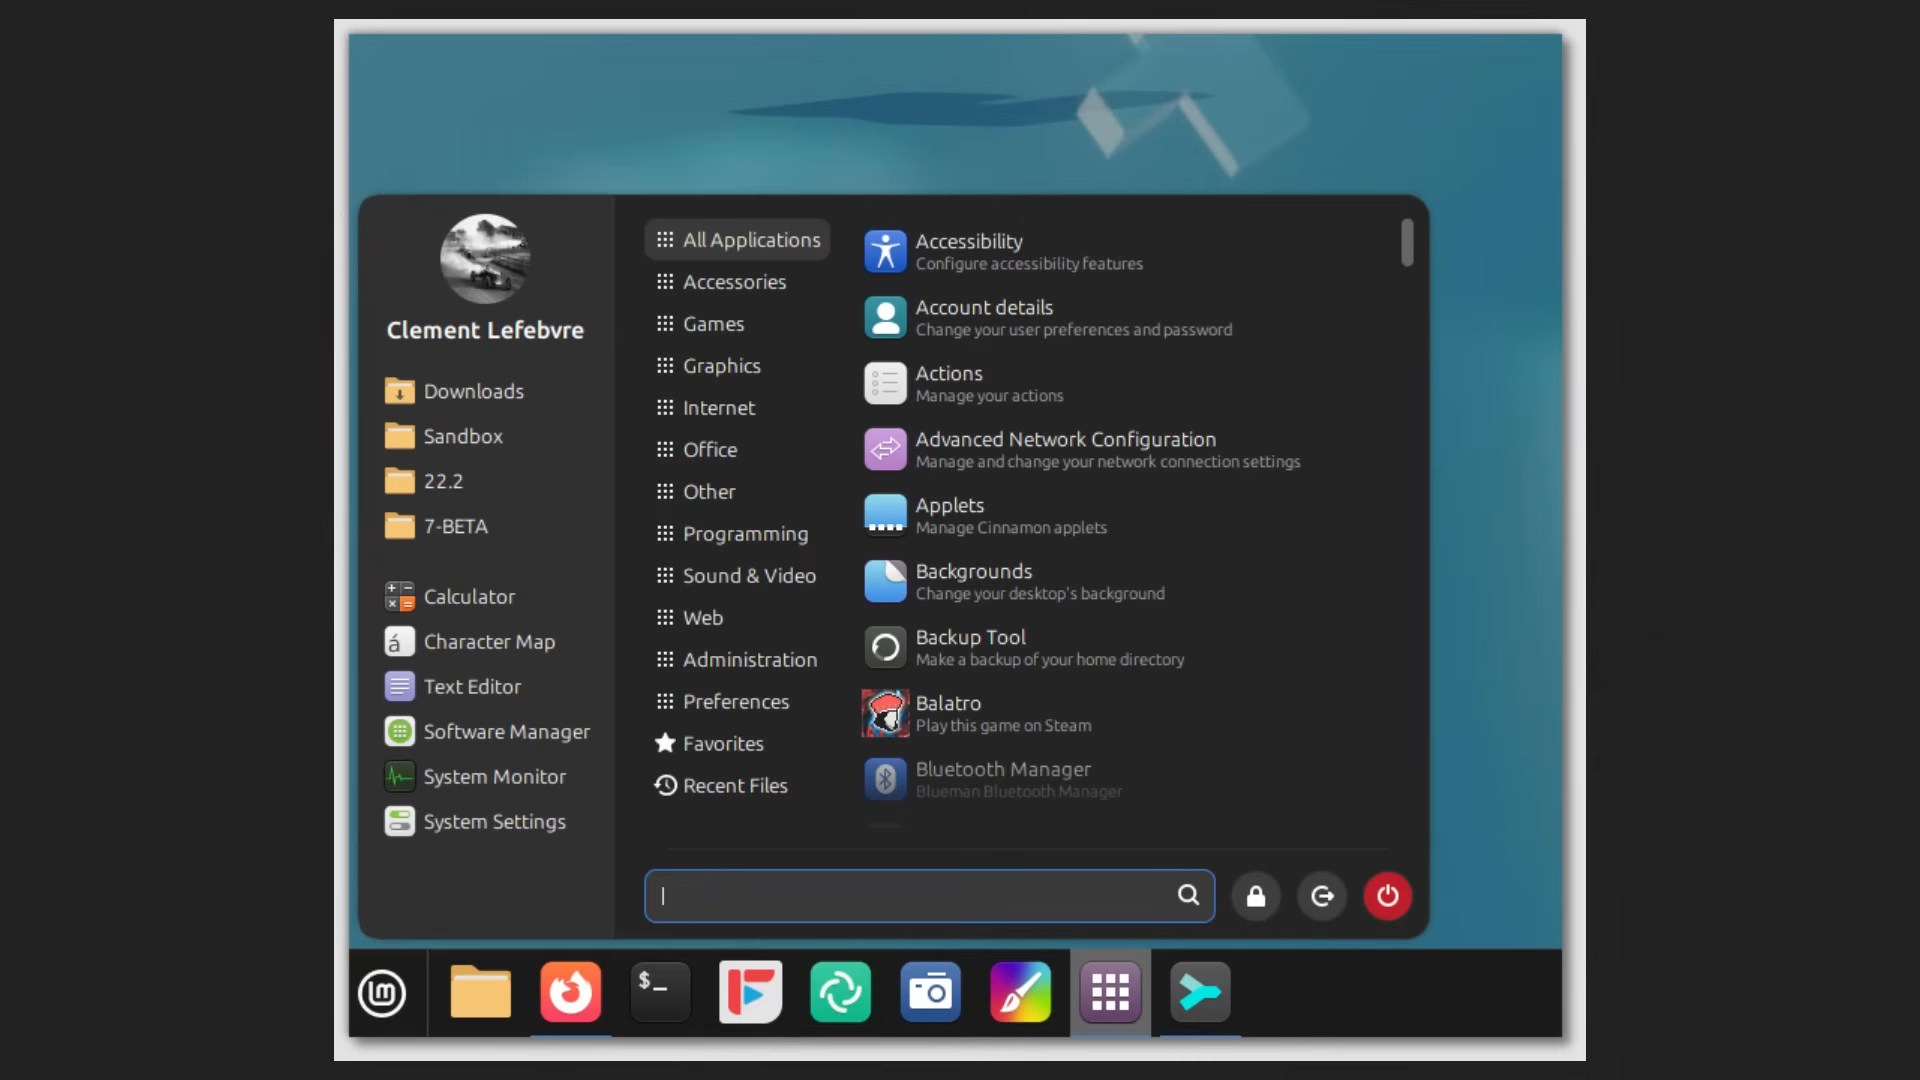 Clement Lefebvre
Downloads
Sandbox
22.2
7-BETA
Calculator
á
Character Map
Text Editor
Software Manager
System Monitor
System Settings
All Applications
Accessories
Games
Graphics
Internet
Office
Other
Programming
Sound & Video
Web
Administration
Preferences
Favorites
Recent Files
Accessibility
Configure accessibility features
Account details
Change your user preferences and password
Actions
Manage your actions
Advanced Network Configuration
Manage and change your network connection settings
Applets
Manage Cinnamon applets
Backgrounds
Change your desktop's background
Backup Tool
Make a backup of your home directory
Balatro
Play this game on Steam
Bluetooth Manager
Blueman Bluetooth Manager
$_